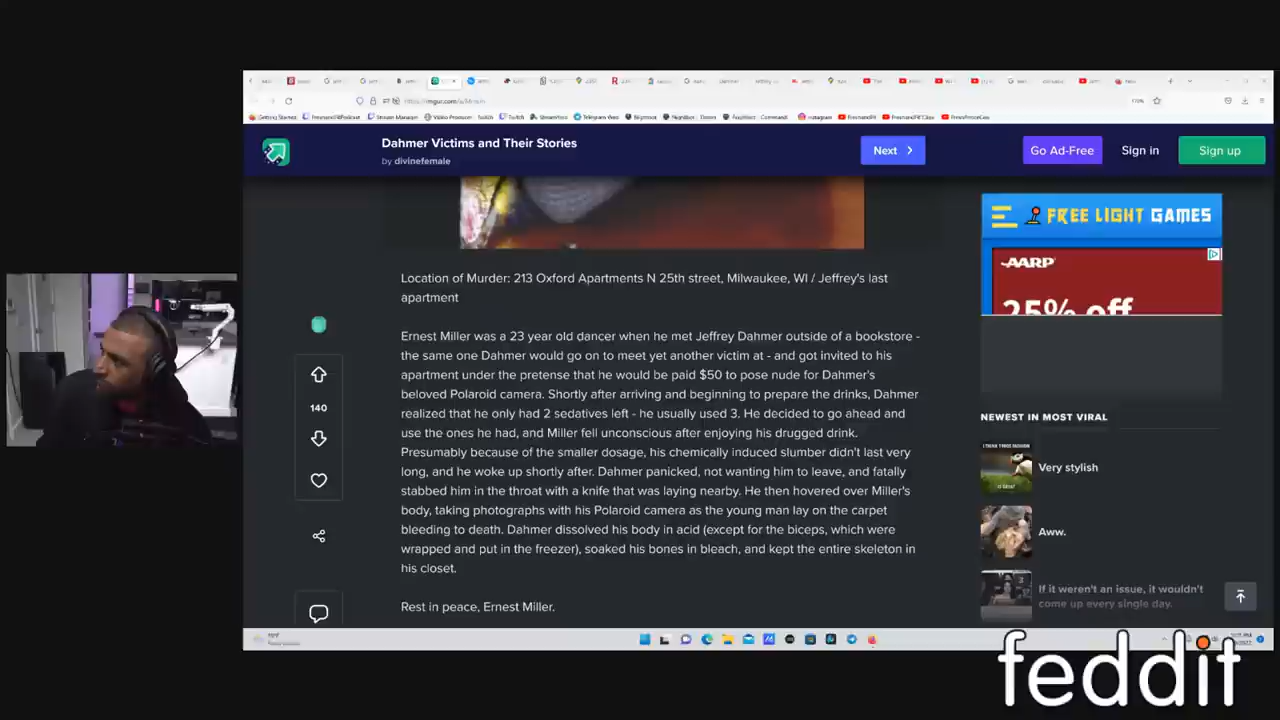 Getting Started
Dahmer Victims and Their Stories
by divinefemale
Next
Go Ad-Free
Sign in
Sign up
FREE LIGHT GAMES
AARP
25% off
Location of Murder: 213 Oxford Apartments N 25th street, Milwaukee, WI / Jeffrey's last
apartment
Ernest Miller was a 23 year old dancer when he met Jeffrey Dahmer outside of a bookstore -
the same one Dahmer would go on to meet yet another victim at - and got invited to his
apartment under the pretense that he would be paid $50 to pose nude for Dahmer's
beloved Polaroid camera. Shortly after arriving and beginning to prepare the drinks, Dahmer
realized that he only had 2 sedatives left - he usually used 3. He decided to go ahead and
use the ones he had, and Miller fell unconscious after enjoying his drugged drink.
Presumably because of the smaller dosage, his chemically induced slumber didn't last very
long, and he woke up shortly after. Dahmer panicked, not wanting him to leave, and fatally
stabbed him in the throat with a knife that was laying nearby. He then hovered over Miller's
body, taking photographs with his Polaroid camera as the young man lay on the carpet
bleeding to death. Dahmer dissolved his body in acid (except for the biceps, which were
wrapped and put in the freezer), soaked his bones in bleach, and kept the entire skeleton in
his closet.
Rest in peace, Ernest Miller.
140
NEWEST IN MOST VIRAL
Very stylish
Aww.
If it weren't an issue, it wouldn't
come up every single day.
feddit